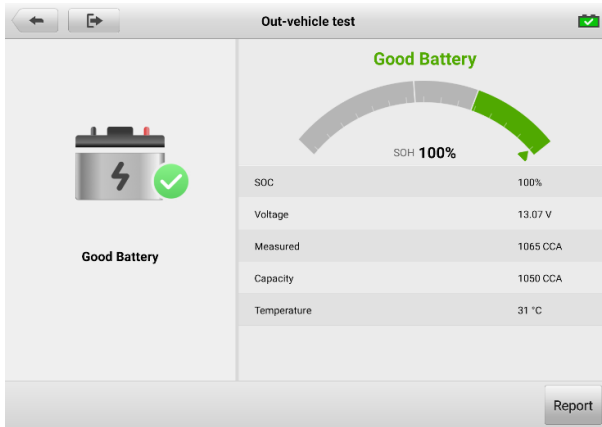 Out-vehicle test
Good Battery
Good Battery
SOH 100%
SOC 100%
Voltage 13.07 V
Measured 1065 CCA
Capacity 1050 CCA
Temperature 31 °C
Report